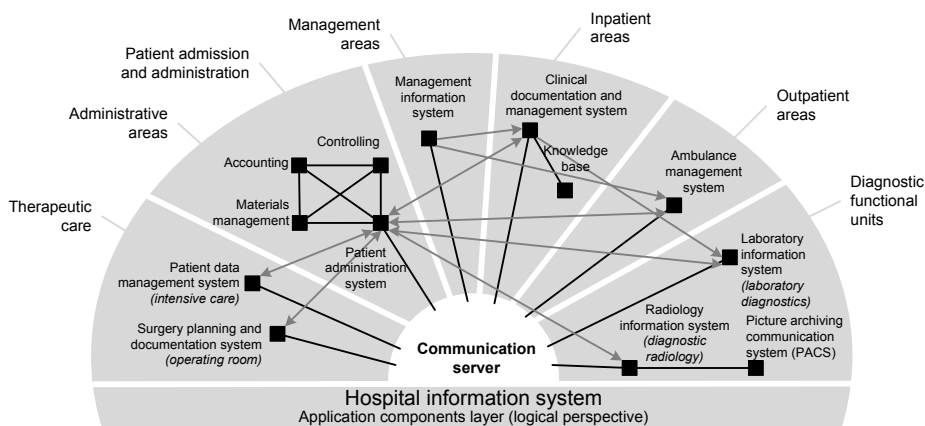 Management
areas
Inpatient
areas
Patient admission
and administration
Outpatient
areas
Administrative
areas
Diagnostic
functional
units
Therapeutic
care
Management
information
system
Clinical
documentation and
management system
Knowledge
base
Ambulance
management
system
Controlling
Accounting
Materials
management
Patient
administration
system
Patient data
management system
(intensive care)
Surgery planning and
documentation system
(operating room)
Laboratory
information
system
(laboratory
diagnostics)
Radiology
information system
(diagnostic
radiology)
Picture archiving
communication
system (PACS)
Communication
server
Hospital information system
Application components layer (logical perspective)